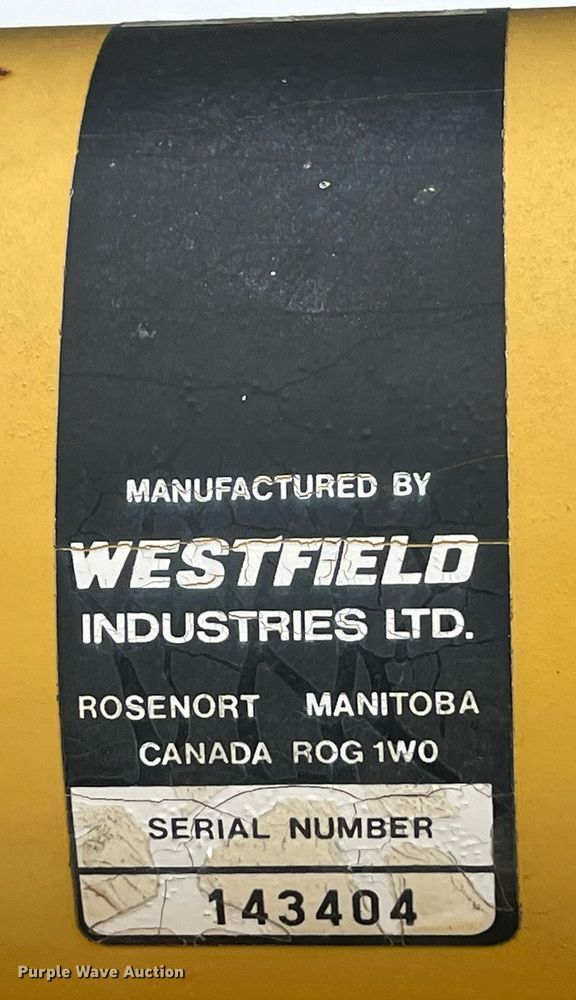 MANUFACTURED BY
WESTFIELD
INDUSTRIES LTD.
ROSENORT MANITOBA
CANADA ROG 1W0
SERIAL NUMBER
143404
Purple Wave Auction